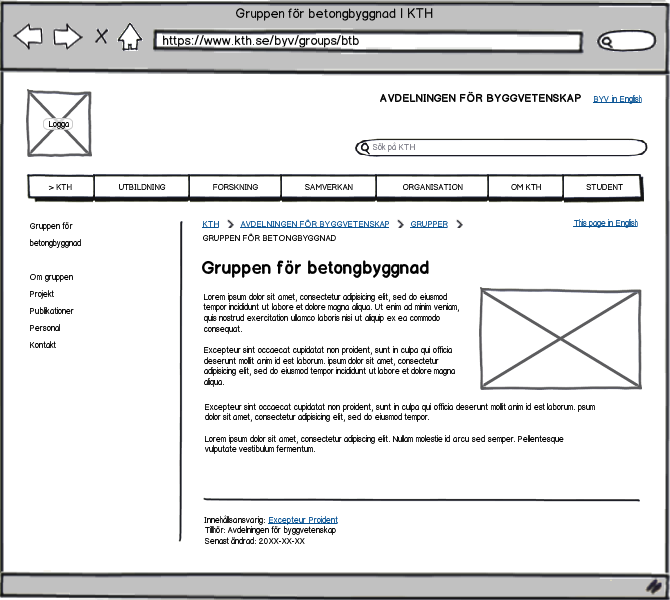 Gruppen för betongbyggnad | KTH
https://www.kth.se/byv/groups/btb
AVDELNINGEN FÖR BYGGVETENSKAP
BYV in English
Logga
Sök på KTH
> KTH
UTBILDNING
FORSKNING
SAMVERKAN
ORGANISATION
OM KTH
STUDENT
Gruppen för
betongbyggnad
Om gruppen
Projekt
Publikationer
Personal
Kontakt
KTH > AVDELNINGEN FÖR BYGGVETENSKAP > GRUPPER >
GRUPPEN FÖR BETONGBYGGNAD
This page in English
Gruppen för betongbyggnad
Lorem ipsum dolor sit amet, consectetur adipisicing elit, sed do eiusmod
tempor incididunt ut labore et dolore magna aliqua. Ut enim ad minim veniam,
quis nostrud exercitation ullamco laboris nisi ut aliquip ex ea commodo
consequat.
Excepteur sint occaecat cupidatat non proident, sunt in culpa qui officia
deserunt mollit anim id est laborum. ipsum dolor sit amet, consectetur
adipisicing elit, sed do eiusmod tempor incididunt ut labore et dolore magna
aliqua.
Excepteur sint occaecat cupidatat non proident, sunt in culpa qui officia deserunt mollit anim id est laborum. psum
dolor sit amet, consectetur adipisicing elit, sed do eiusmod tempor.
Lorem ipsum dolor sit amet, consectetur adipiscing elit. Nullam molestie id arcu sed semper. Pellentesque
vulputate vestibulum fermentum.
Innehållsansvarig: Excepteur Proident
Tillhör: Avdelningen för byggvetenskap
Senast ändrad: 20XX-XX-XX